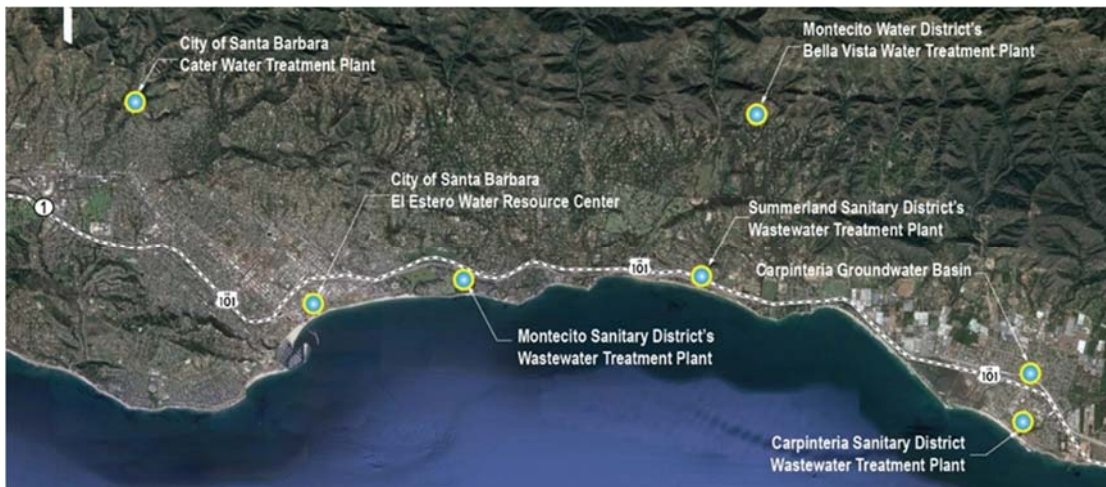 City of Santa Barbara
Cater Water Treatment Plant
Montecito Water District's
Bella Vista Water Treatment Plant
City of Santa Barbara
El Estero Water Resource Center
1
Summerland Sanitary District's
Wastewater Treatment Plant
101
Carpinteria Groundwater Basin
101
Montecito Sanitary District's
Wastewater Treatment Plant
101
Carpinteria Sanitary District
Wastewater Treatment Plant